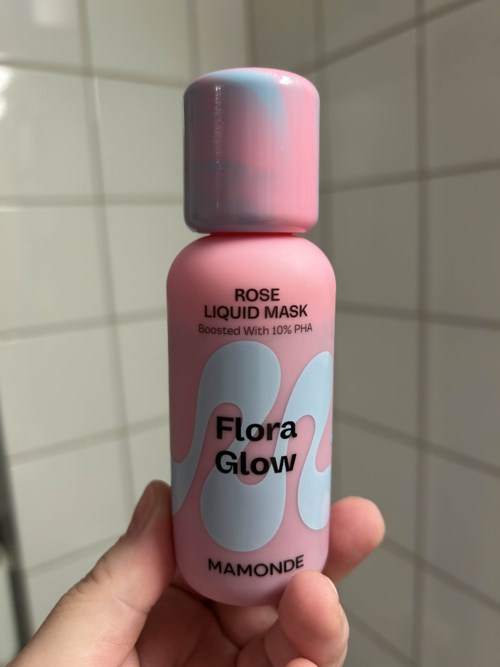 ROSE
LIQUID MASK
Boosted With 10% PHA
Flora
Glow
MAMONDE